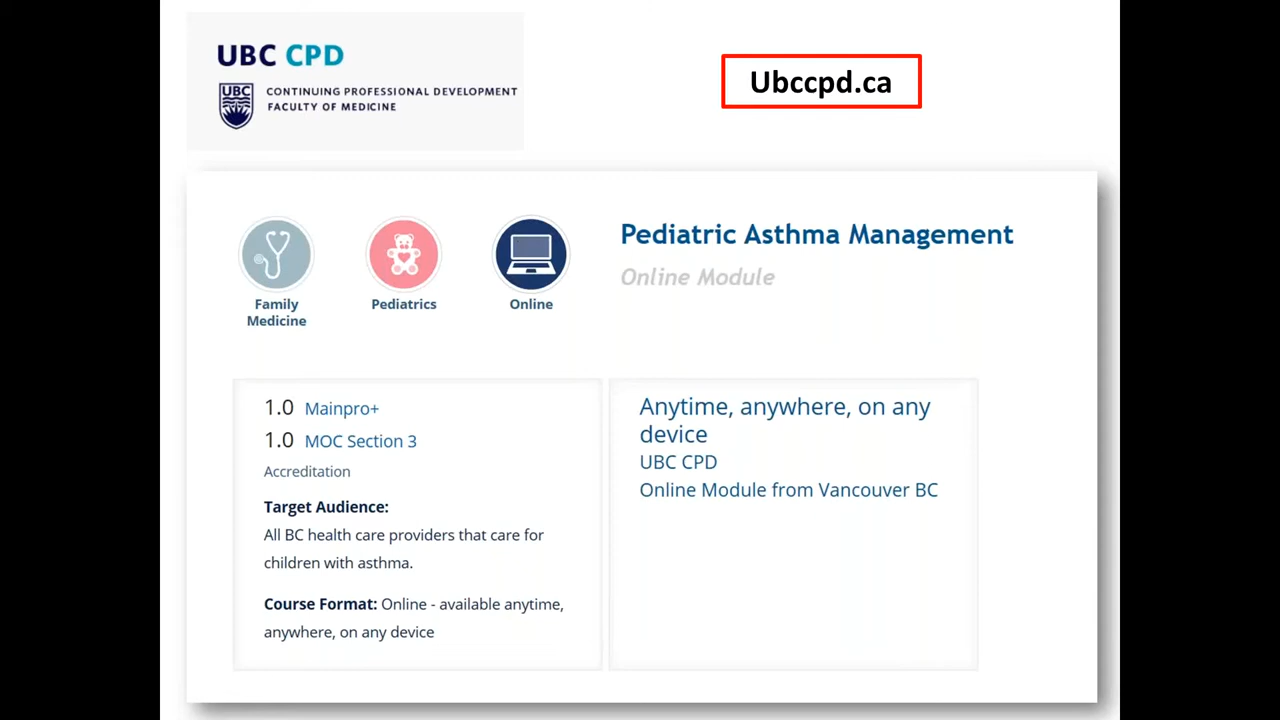 UBC CPD
UBC
CONTINUING PROFESSIONAL DEVELOPMENT
FACULTY OF MEDICINE
Ubccpd.ca
Family
Medicine
Pediatrics
Online
Pediatric Asthma Management
Online Module
1.0 Mainpro+
1.0 MOC Section 3
Accreditation
Target Audience:
All BC health care providers that care for
children with asthma.
Course Format: Online - available anytime,
anywhere, on any device
Anytime, anywhere, on any
device
UBC CPD
Online Module from Vancouver BC